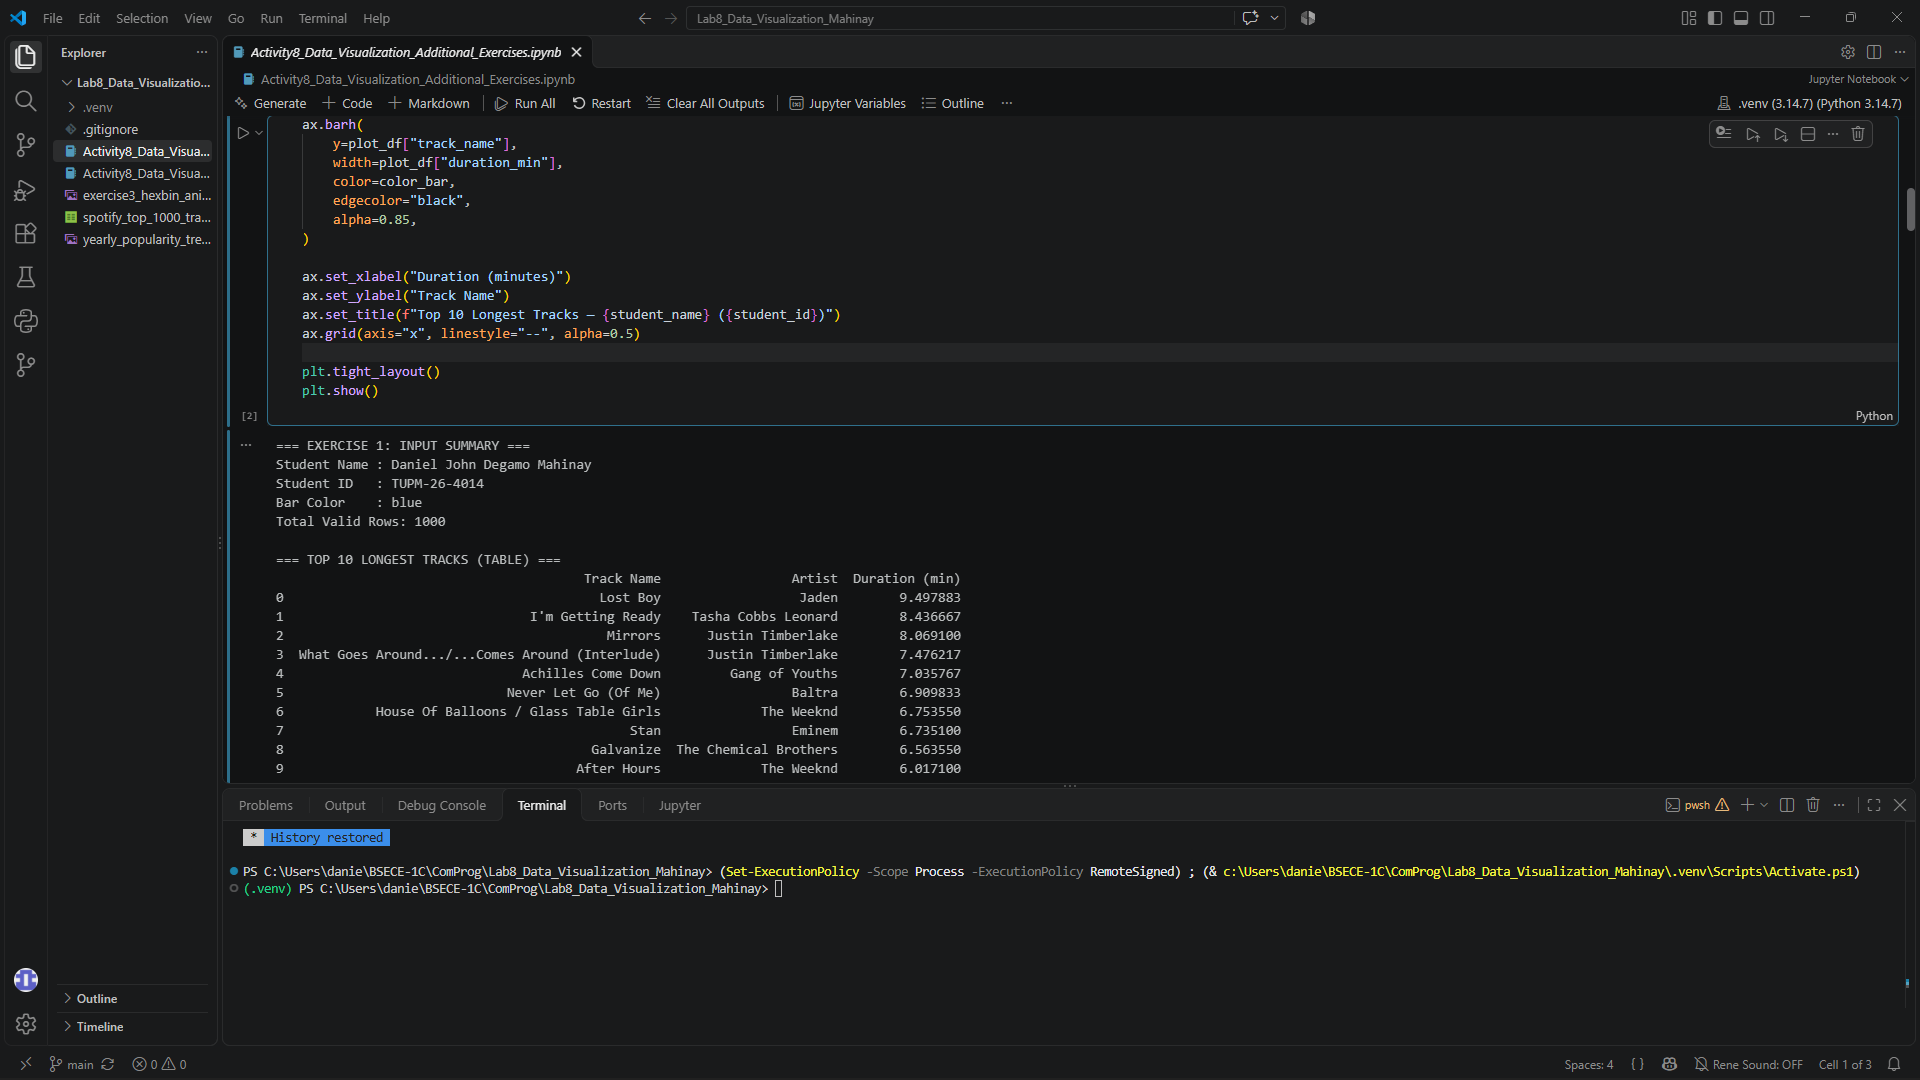 File Edit Selection View Go Run Terminal Help
Lab8_Data_Visualization_Mahinay
Explorer
Lab8_Data_Visualizatio...
.venv
.gitignore
Activity8_Data_Visua...
Activity8_Data_Visua...
exercise3_hexbin_ani...
spotify_top_1000_tra...
yearly_popularity_tre...
Outline
Timeline
Activity8_Data_Visualization_Additional_Exercises.ipynb
Activity8_Data_Visualization_Additional_Exercises.ipynb
Jupyter Notebook
Generate + Code + Markdown Run All Restart Clear All Outputs Jupyter Variables Outline ...
.venv (3.14.7) (Python 3.14.7)
ax.barh(
y=plot_df["track_name"],
width=plot_df["duration_min"],
color=color_bar,
edgecolor="black",
alpha=0.85,
)
ax.set_xlabel("Duration (minutes)")
ax.set_ylabel("Track Name")
ax.set_title(f"Top 10 Longest Tracks — {student_name} ({student_id})")
ax.grid(axis="x", linestyle="--", alpha=0.5)
plt.tight_layout()
plt.show()
[2]
Python
=== EXERCISE 1: INPUT SUMMARY ===
Student Name : Daniel John Degamo Mahinay
Student ID   : TUPM-26-4014
Bar Color    : blue
Total Valid Rows: 1000
=== TOP 10 LONGEST TRACKS (TABLE) ===
Track Name Artist Duration (min)
0 Lost Boy Jaden 9.497883
1 I'm Getting Ready Tasha Cobbs Leonard 8.436667
2 Mirrors Justin Timberlake 8.069100
3 What Goes Around.../...Comes Around (Interlude) Justin Timberlake 7.476217
4 Achilles Come Down Gang of Youths 7.035767
5 Never Let Go (Of Me) Baltra 6.909833
6 House Of Balloons / Glass Table Girls The Weeknd 6.753550
7 Stan Eminem 6.735100
8 Galvanize The Chemical Brothers 6.563550
9 After Hours The Weeknd 6.017100
Problems Output Debug Console Terminal Ports Jupyter
pwsh
* History restored
PS C:\Users\danie\BSECE-1C\ComProg\Lab8_Data_Visualization_Mahinay> (Set-ExecutionPolicy -Scope Process -ExecutionPolicy RemoteSigned) ; (& c:\Users\danie\BSECE-1C\ComProg\Lab8_Data_Visualization_Mahinay\.venv\Scripts\Activate.ps1)
(.venv) PS C:\Users\danie\BSECE-1C\ComProg\Lab8_Data_Visualization_Mahinay>
main 0 0
Spaces: 4 { } Rene Sound: OFF Cell 1 of 3